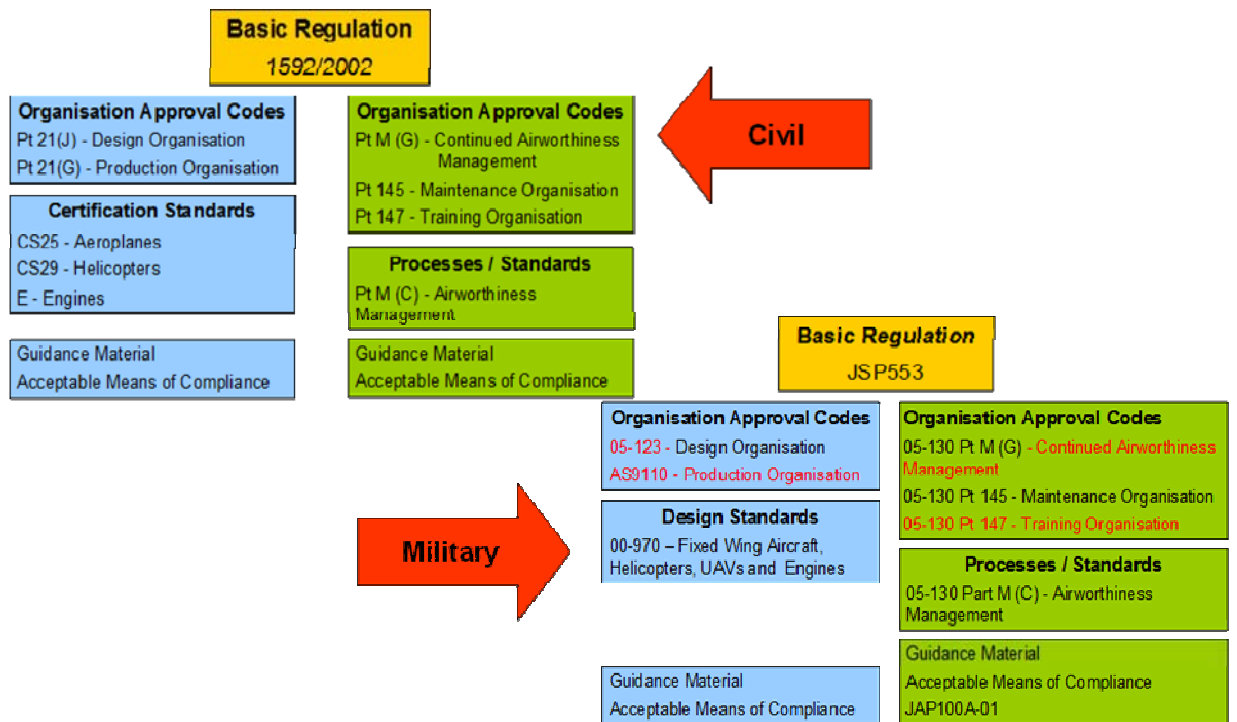 Basic Regulation
1592/2002
Organisation Approval Codes
Pt 21(J) - Design Organisation
Pt 21(G) - Production Organisation
Certification Standards
CS25 - Aeroplanes
CS29 - Helicopters
E - Engines
Guidance Material
Acceptable Means of Compliance
Organisation Approval Codes
Pt M (G) - Continued Airworthiness
Management
Pt 145 - Maintenance Organisation
Pt 147 - Training Organisation
Processes / Standards
Pt M (C) - Airworthiness
Management
Guidance Material
Acceptable Means of Compliance
Civil
Military
Basic Regulation
JSP553
Organisation Approval Codes
05-123 - Design Organisation
AS9110 - Production Organisation
Design Standards
00-970 – Fixed Wing Aircraft,
Helicopters, UAVs and Engines
Guidance Material
Acceptable Means of Compliance
Organisation Approval Codes
05-130 Pt M (G) - Continued Airworthiness
Management
05-130 Pt 145 - Maintenance Organisation
05-130 Pt 147 - Training Organisation
Processes / Standards
05-130 Part M (C) - Airworthiness
Management
Guidance Material
Acceptable Means of Compliance
JAP100A-01